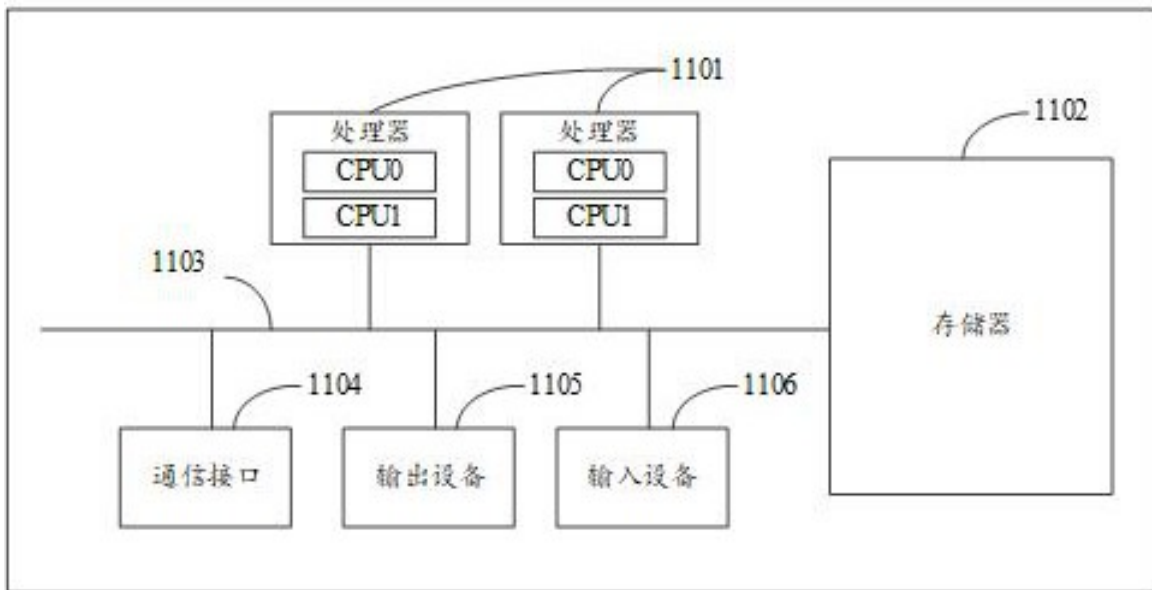 1101
1102
处理器
CPU0
CPU1
处理器
CPU0
CPU1
1103
存储器
1104
1105
1106
通信接口
输出设备
输入设备